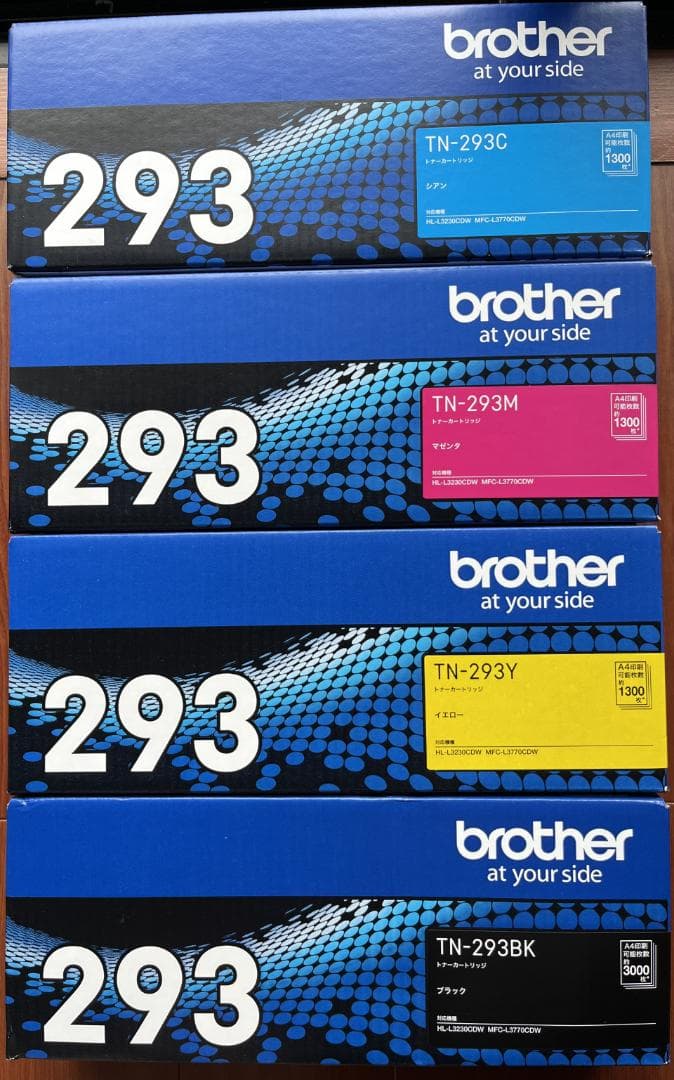 brother
at your side
293
TN-293C
トナーカートリッジ
シアン
対応機種
HL-L3230CDW MFC-L3770CDW
A4印刷
可能枚数
約
1300
枚*
brother
at your side
293
TN-293M
トナーカートリッジ
マゼンタ
対応機種
HL-L3230CDW MFC-L3770CDW
A4印刷
可能枚数
約
1300
枚*
brother
at your side
293
TN-293Y
トナーカートリッジ
イエロー
対応機種
HL-L3230CDW MFC-L3770CDW
A4印刷
可能枚数
約
1300
枚*
brother
at your side
293
TN-293BK
トナーカートリッジ
ブラック
対応機種
HL-L3230CDW MFC-L3770CDW
A4印刷
可能枚数
約
3000
枚*